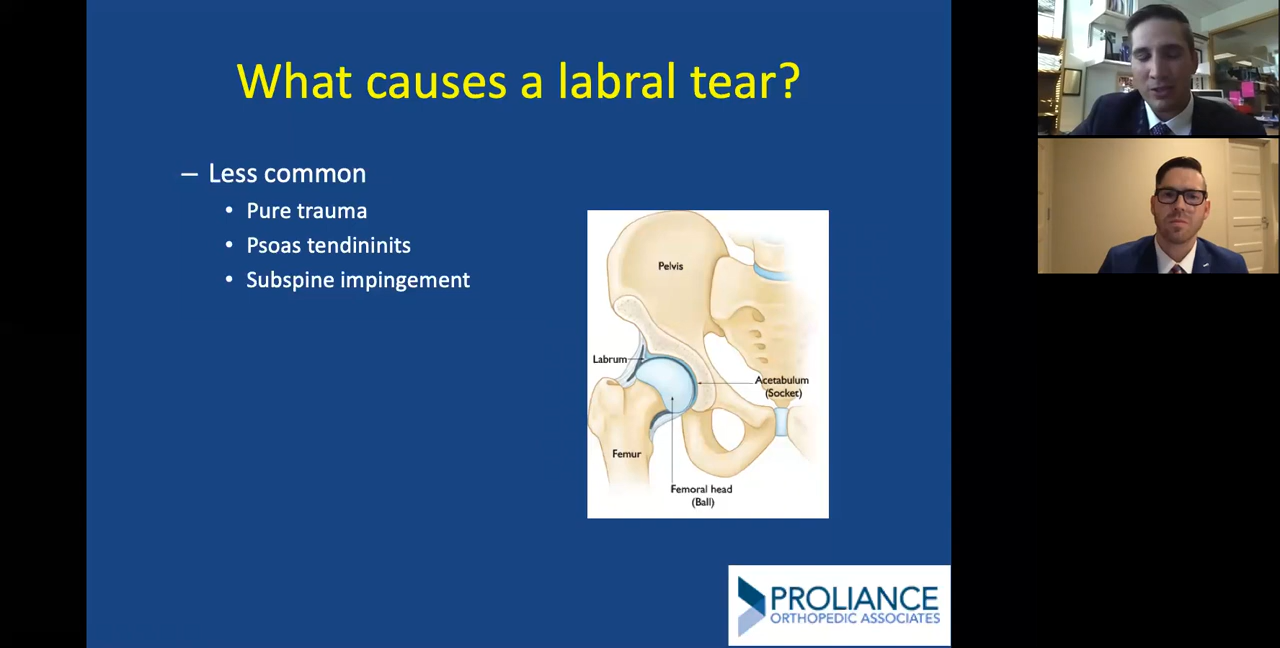 What causes a labral tear?
– Less common
• Pure trauma
• Psoas tendininits
• Subspine impingement
Pelvis
Labrum
Acetabulum
(Socket)
Femur
Femoral head
(Ball)
PROLIANCE
ORTHOPEDIC ASSOCIATES